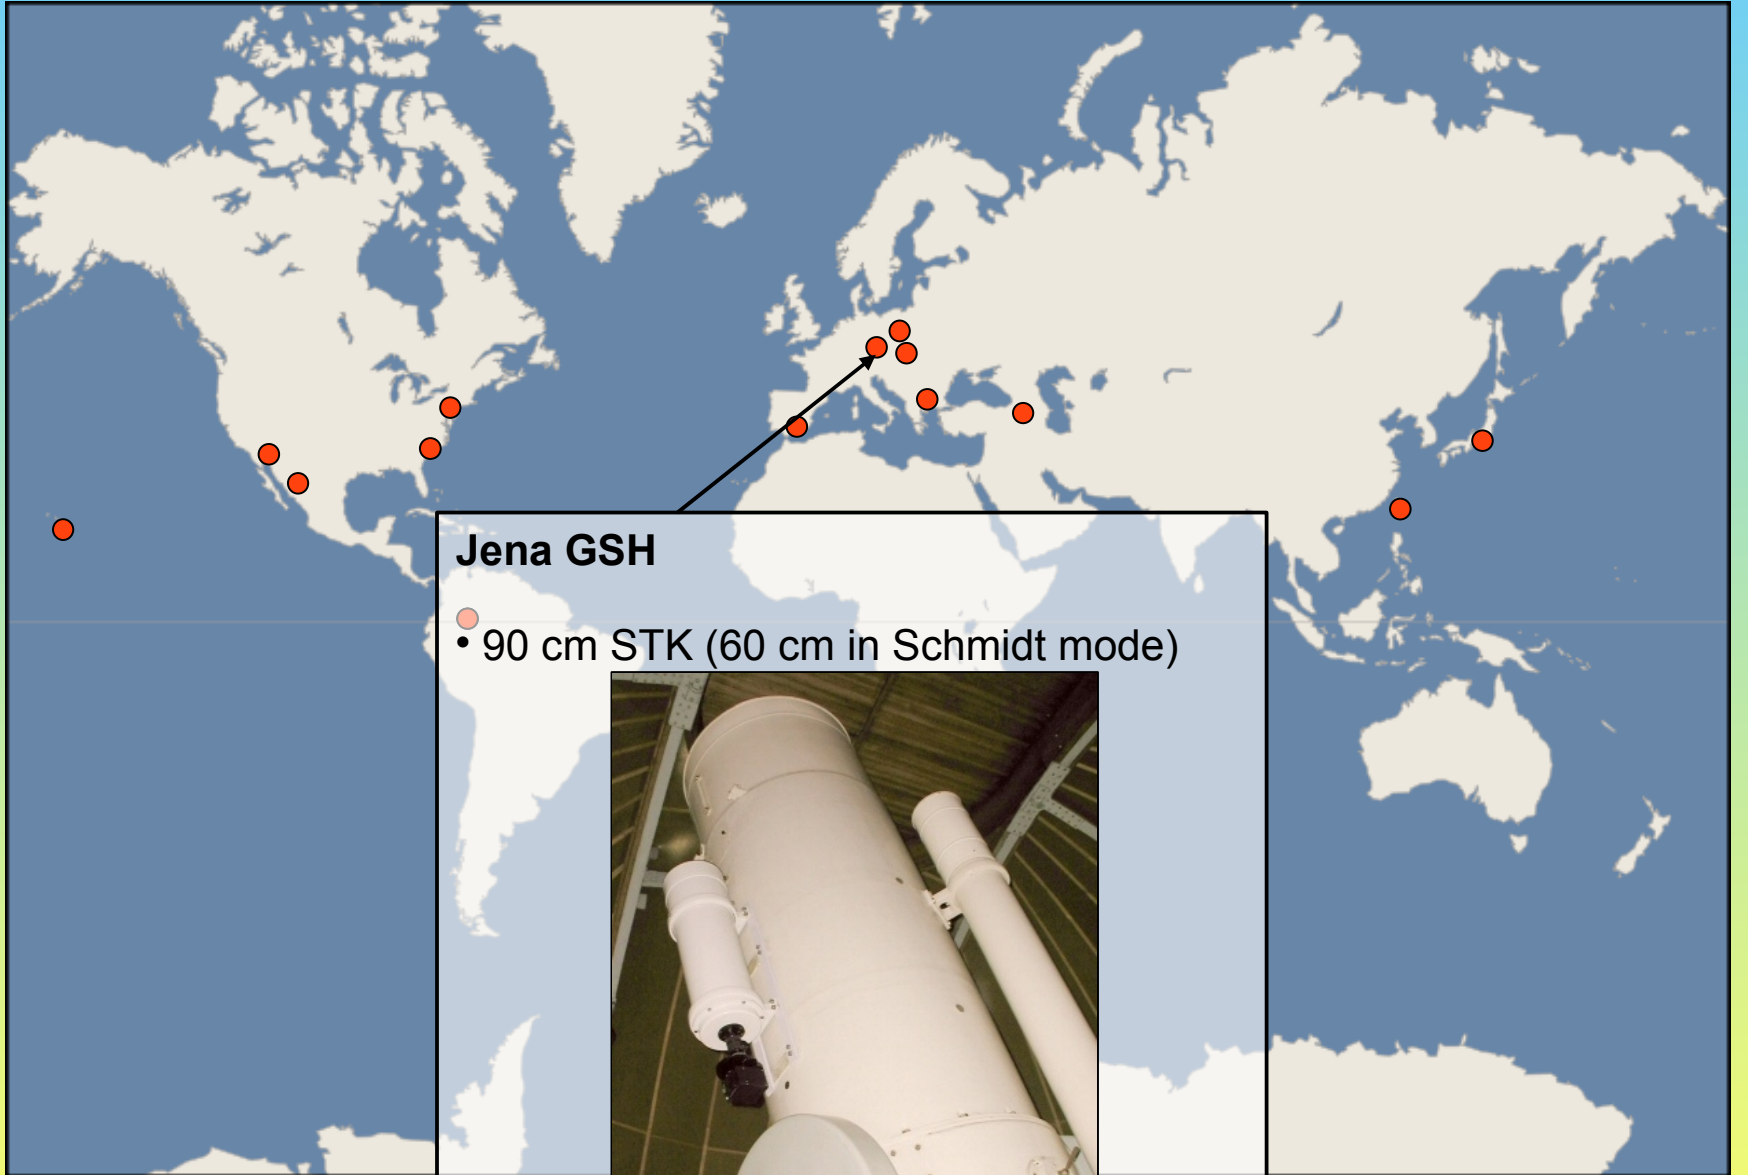 Jena GSH
• 90 cm STK (60 cm in Schmidt mode)